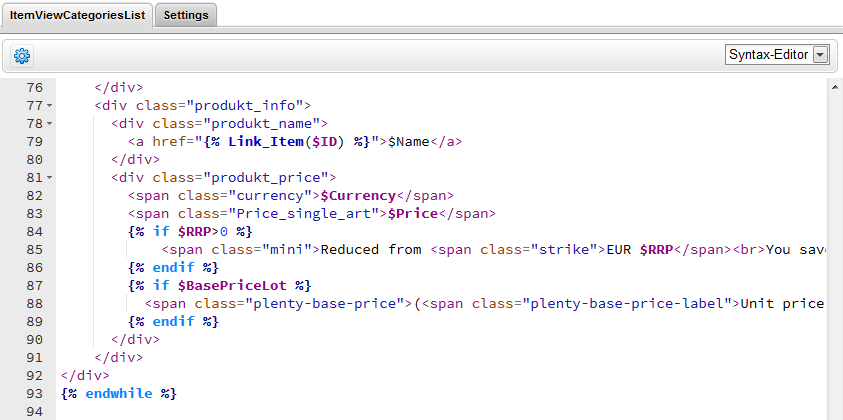 ItemViewCategoriesList Settings
Syntax-Editor
76 </div>
77 <div class="produkt_info">
78 <div class="produkt_name">
79 <a href="{% Link_Item($ID) %}">$Name</a>
80 </div>
81 <div class="produkt_price">
82 <span class="currency">$Currency</span>
83 <span class="Price_single_art">$Price</span>
84 {% if $RRP>0 %}
85 <span class="mini">Reduced from <span class="strike">EUR $RRP</span><br>You sav
86 {% endif %}
87 {% if $BasePriceLot %}
88 <span class="plenty-base-price">(<span class="plenty-base-price-label">Unit price
89 {% endif %}
90 </div>
91 </div>
92 </div>
93 {% endwhile %}
94